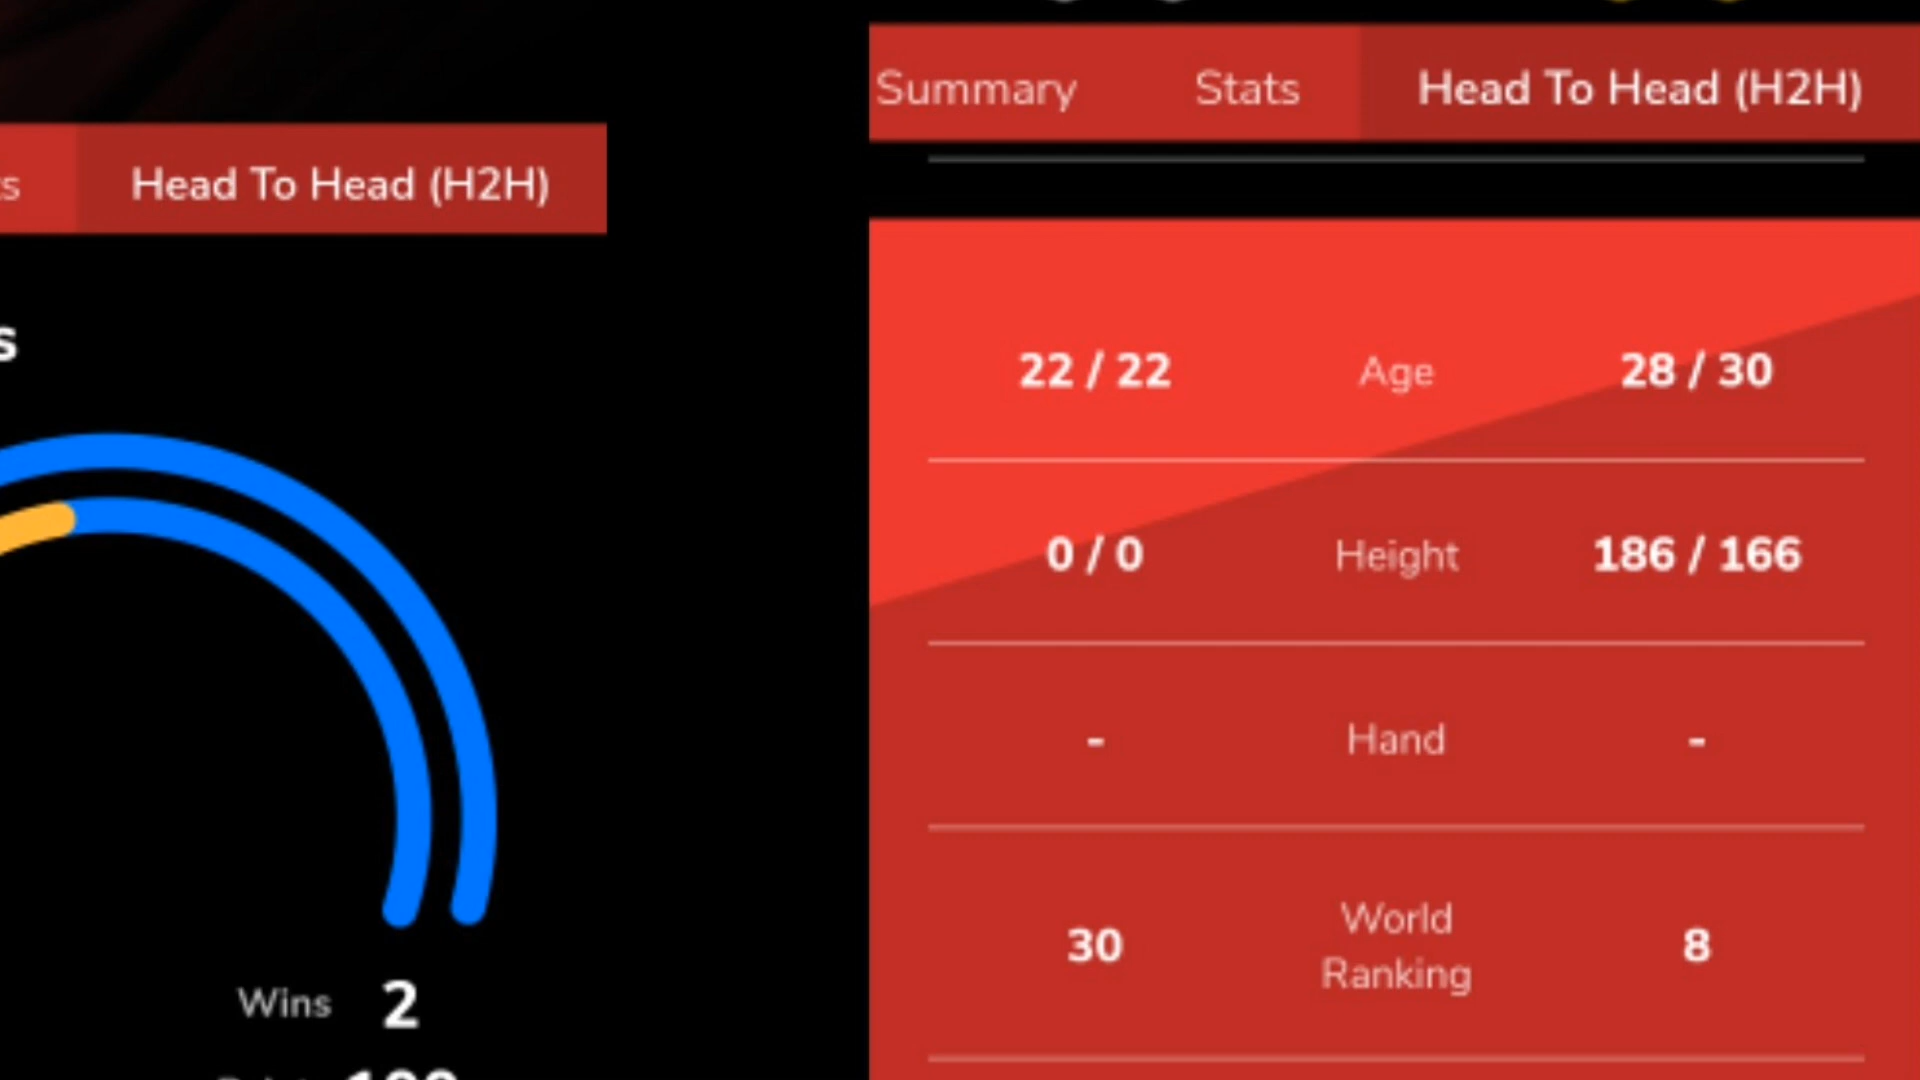 Head To Head (H2H)
Wins 2
Summary Stats Head To Head (H2H)
22 / 22 Age 28 / 30
0 / 0 Height 186 / 166
- Hand -
30 World Ranking 8